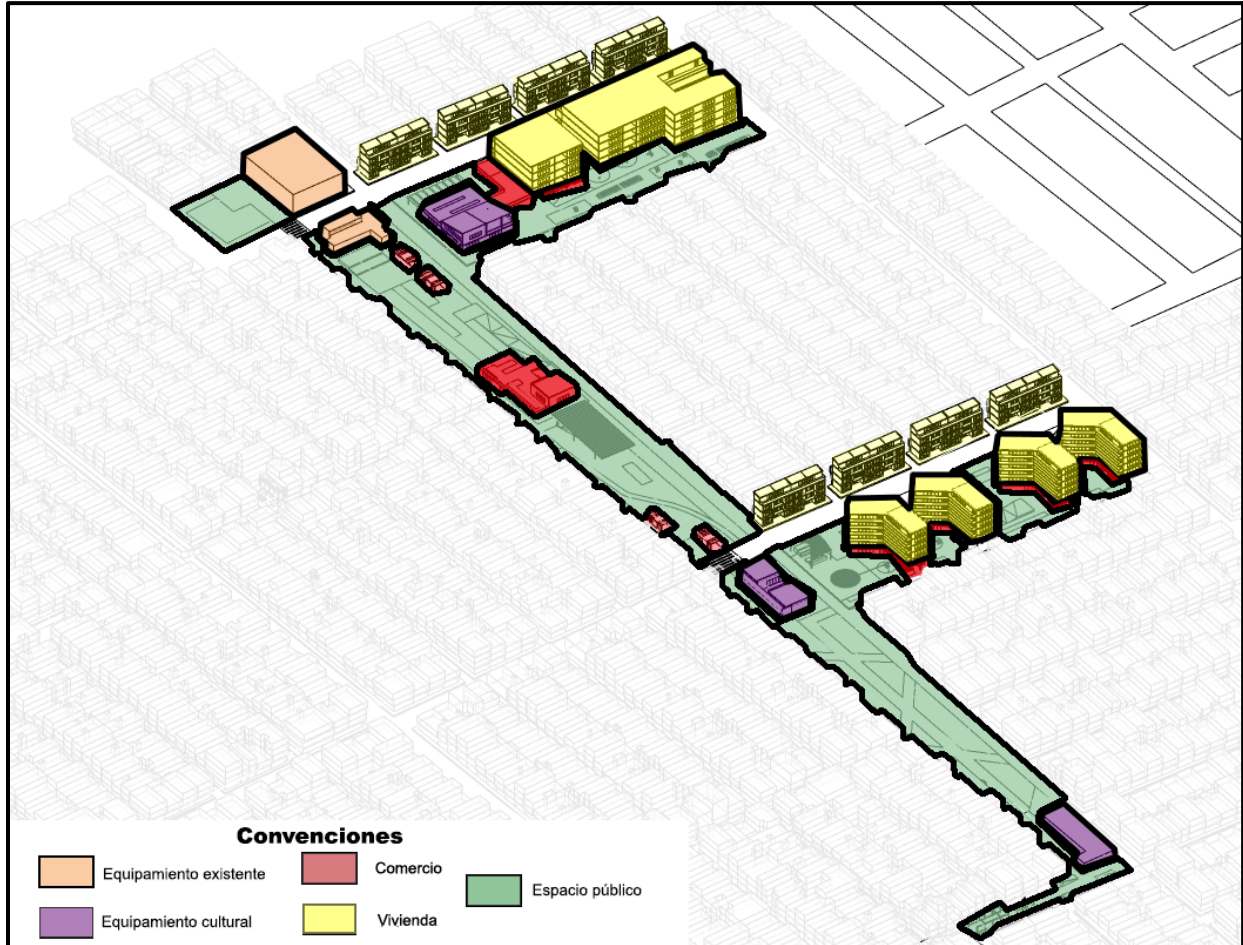 Convenciones
Equipamiento existente
Comercio
Espacio público
Equipamiento cultural
Vivienda